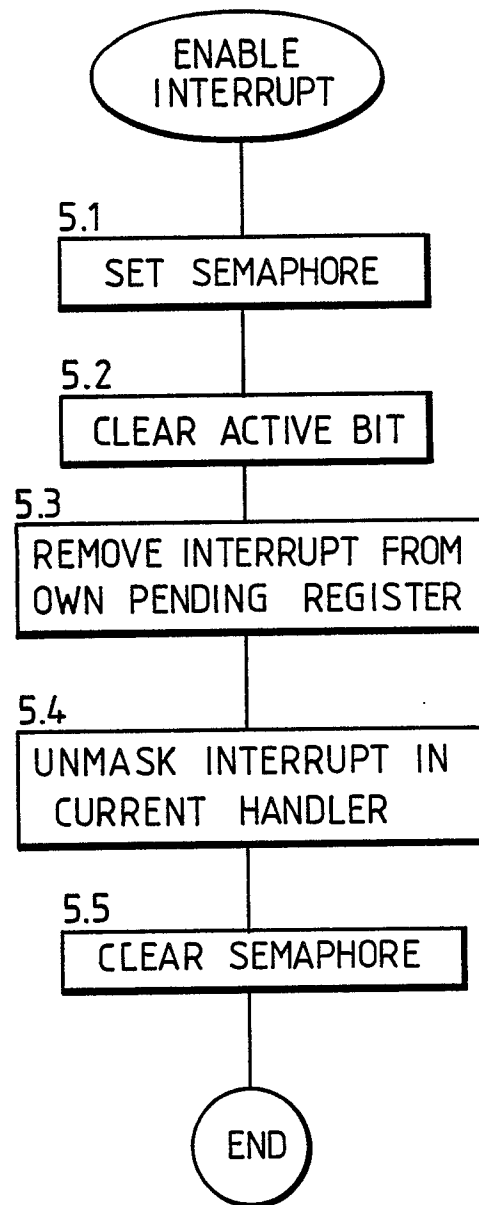 ENABLE
INTERRUPT
5.1
SET SEMAPHORE
5.2
CLEAR ACTIVE BIT
5.3
REMOVE INTERRUPT FROM
OWN PENDING REGISTER
5.4
UNMASK INTERRUPT IN
CURRENT HANDLER
5.5
CLEAR SEMAPHORE
END